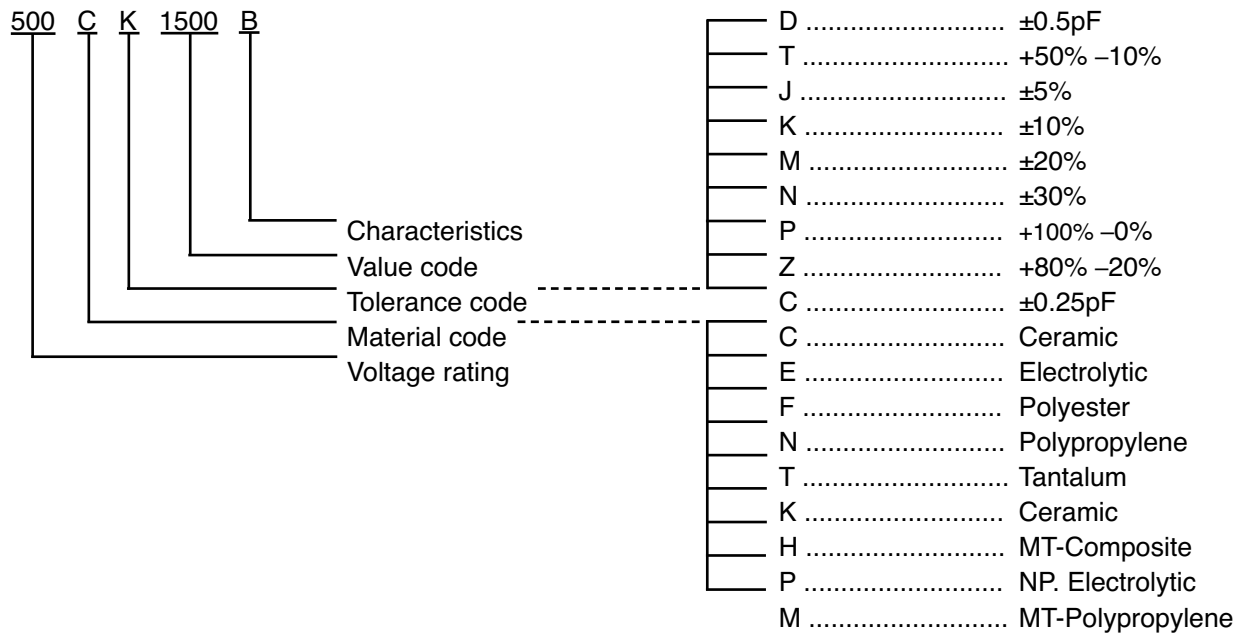 500 C K 1500 B
Characteristics
Value code
Tolerance code
Material code
Voltage rating
D ......................... ±0.5pF
T .......................... +50% –10%
J .......................... ±5%
K ......................... ±10%
M ......................... ±20%
N ......................... ±30%
P ......................... +100% –0%
Z ......................... +80% –20%
C ......................... ±0.25pF
C ......................... Ceramic
E ......................... Electrolytic
F ......................... Polyester
N ......................... Polypropylene
T .......................... Tantalum
K ......................... Ceramic
H ......................... MT-Composite
P ......................... NP. Electrolytic
M ......................... MT-Polypropylene